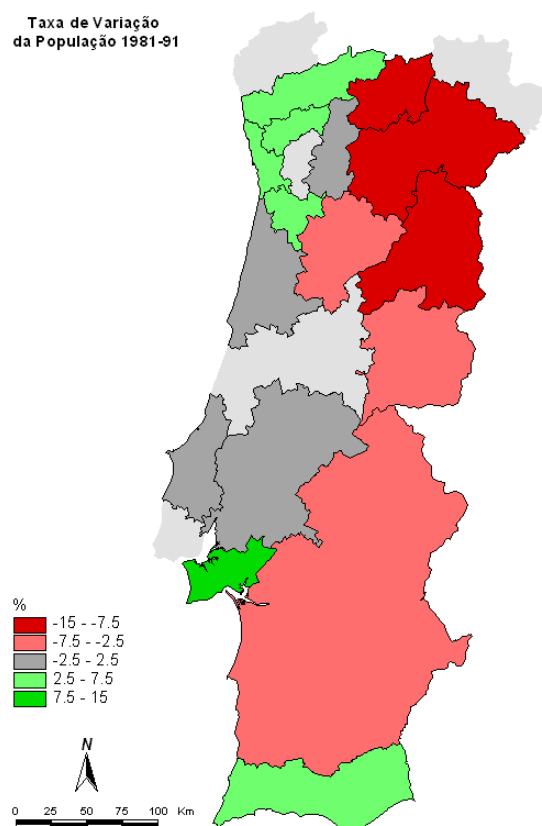 Taxa de Variação
da População 1981-91
%
-15 - -7.5
-7.5 - -2.5
-2.5 - 2.5
2.5 - 7.5
7.5 - 15
N
0 25 50 75 100 Km